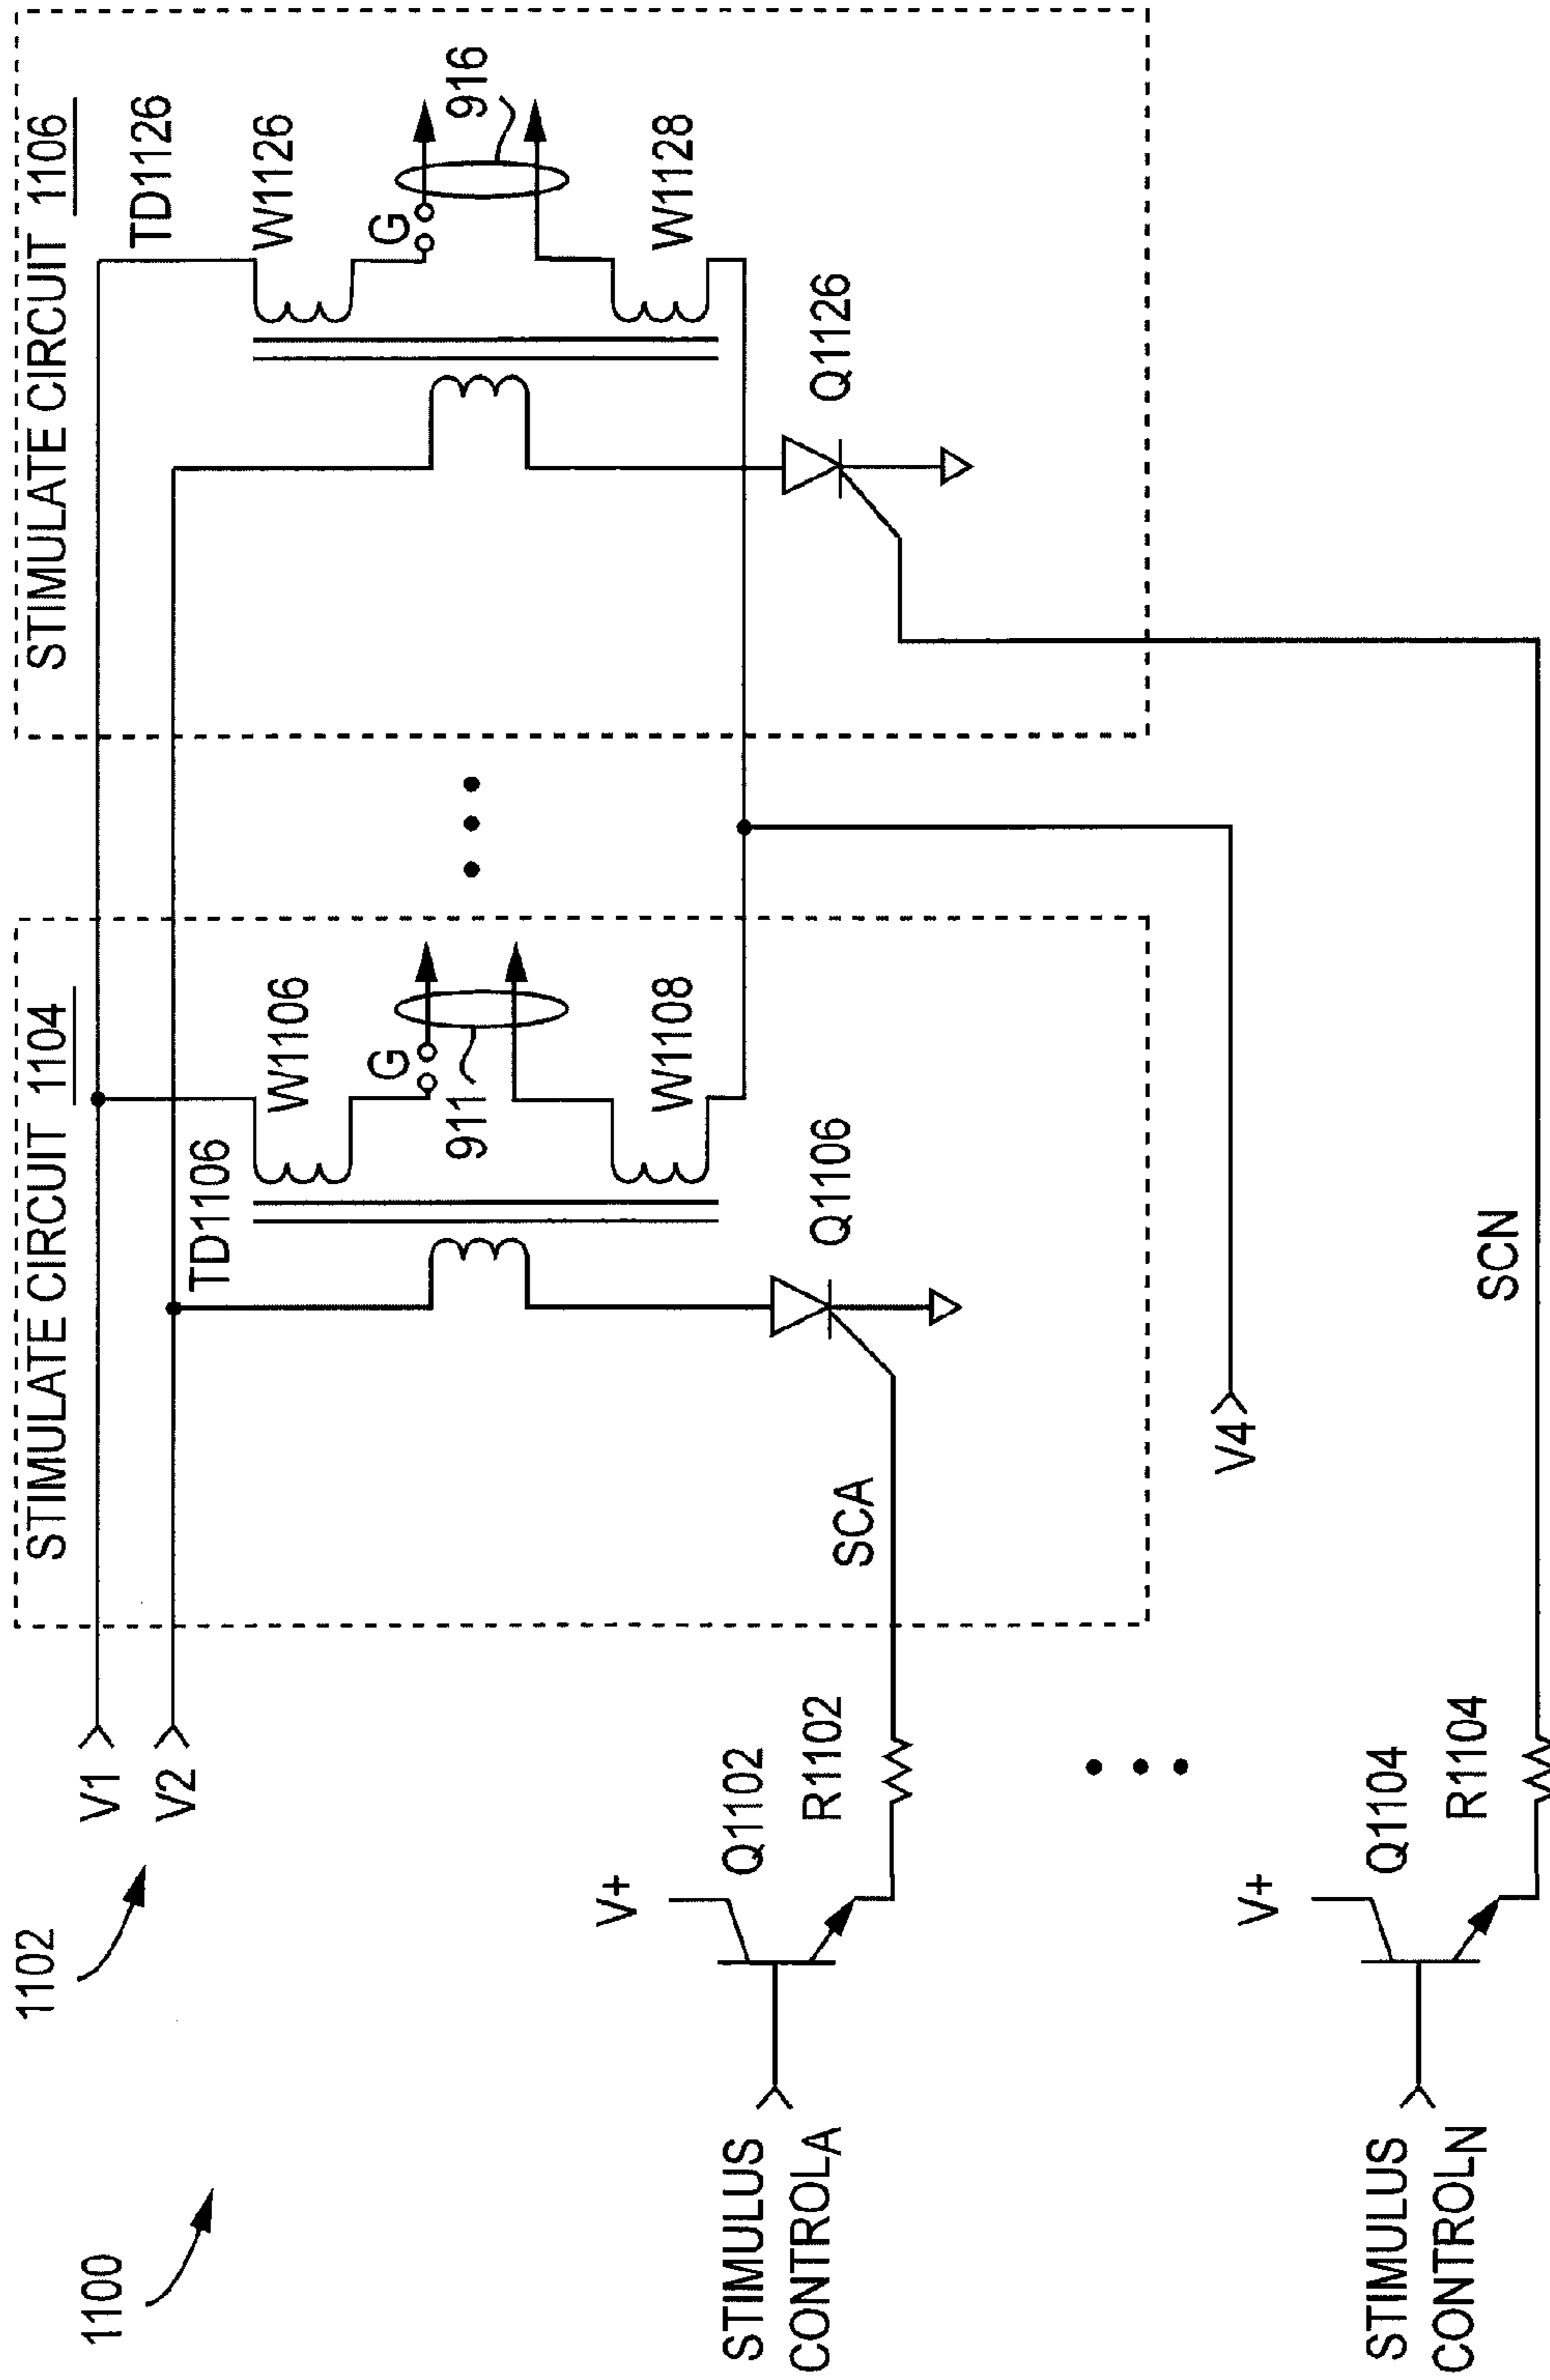 1100
1102
V1
V2
STIMULATE CIRCUIT 1104
TD1106
W1106
G
911
W1108
Q1106
SCA
STIMULATE CIRCUIT 1106
TD1126
W1126
G
916
W1128
Q1126
V4
SCN
V+
Q1102
R1102
STIMULUS
CONTROLA
V+
Q1104
R1104
STIMULUS
CONTROLN